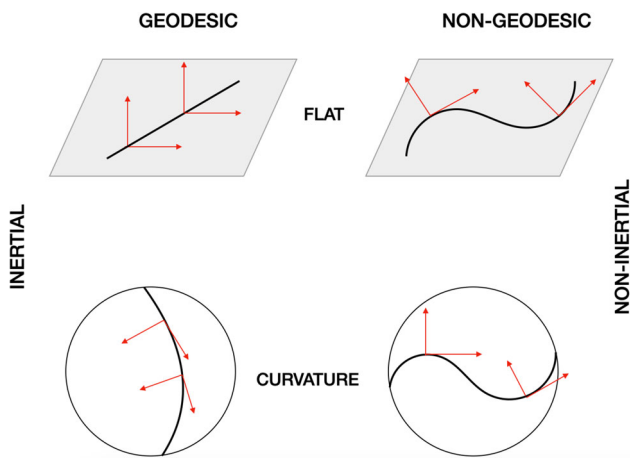 GEODESIC
NON-GEODESIC
FLAT
INERTIAL
NON-INERTIAL
CURVATURE